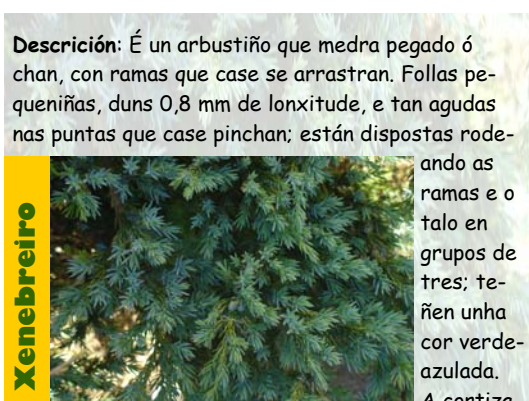 Descrición: É un arbustiño que medra pegado ó
chan, con ramas que case se arrastran. Follas pe-
queniñas, duns 0,8 mm de lonxitude, e tan agudas
nas puntas que case pinchan; están dispostas rode-
ando as
ramas e o
talo en
grupos de
tres; te-
ñen unha
cor verde-
azulada.
A cortiza
Xenebreiro